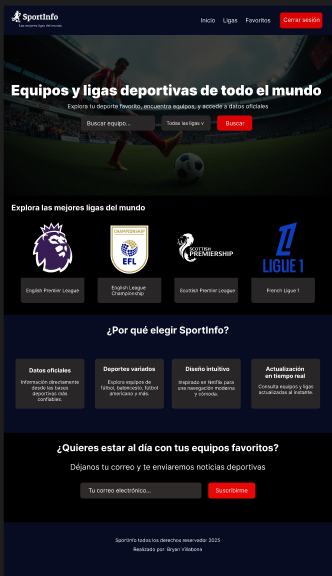 SportInfo
Las mejores ligas del mundo
Inicio
Ligas
Favoritos
Cerrar sesión
Equipos y ligas deportivas de todo el mundo
Explora tu deporte favorito, encuentra equipos, y accede a datos oficiales
Buscar equipo...
Todas las ligas v
Buscar
Explora las mejores ligas del mundo
CHAMPIONSHIP
EFL
SCOTTISH
PREMIERSHIP
LIGUE 1
English Premier League
English League
Championship
Scottish Premier League
French Ligue 1
¿Por qué elegir SportInfo?
Datos oficiales
Información directamente
desde las bases
deportivas más
confiables.
Deportes variados
Explora equipos de
fútbol, baloncesto, fútbol
americano y más.
Diseño intuitivo
Inspirado en Netflix para
una navegación moderna
y cómoda.
Actualización
en tiempo real
Consulta equipos y ligas
actualizadas al instante.
¿Quieres estar al día con tus equipos favoritos?
Déjanos tu correo y te enviaremos noticias deportivas
Tu correo electrónico...
Suscribirme
SportInfo todos los derechos reservador 2025
Realizado por: Bryan Villabona